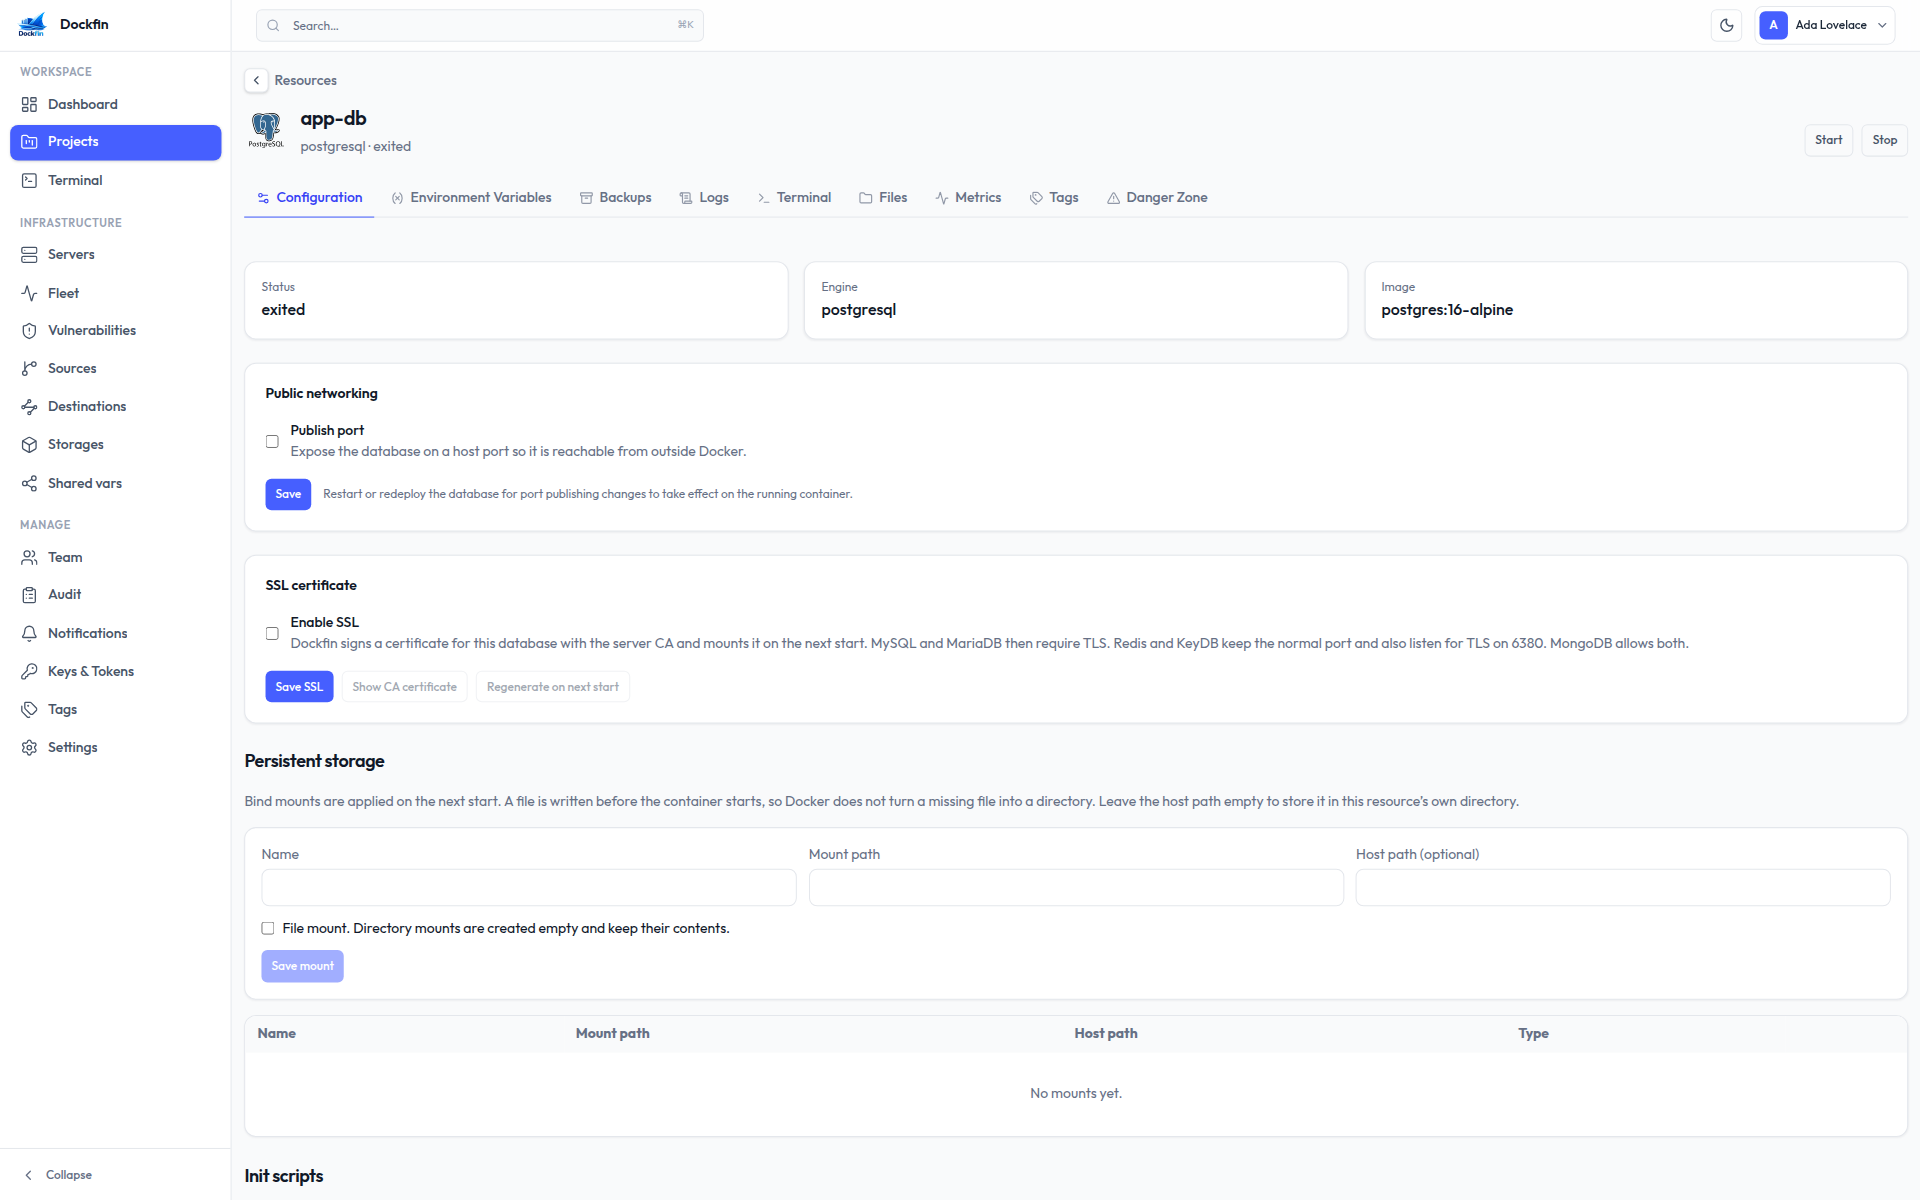 Dockfin
Dockfin
Search...
⌘K
A
Ada Lovelace
WORKSPACE
Dashboard
Projects
Terminal
INFRASTRUCTURE
Servers
Fleet
Vulnerabilities
Sources
Destinations
Storages
Shared vars
MANAGE
Team
Audit
Notifications
Keys & Tokens
Tags
Settings
Collapse
Resources
PostgreSQL
app-db
postgresql · exited
Start
Stop
Configuration
Environment Variables
Backups
Logs
Terminal
Files
Metrics
Tags
Danger Zone
Status
exited
Engine
postgresql
Image
postgres:16-alpine
Public networking
Publish port
Expose the database on a host port so it is reachable from outside Docker.
Save
Restart or redeploy the database for port publishing changes to take effect on the running container.
SSL certificate
Enable SSL
Dockfin signs a certificate for this database with the server CA and mounts it on the next start. MySQL and MariaDB then require TLS. Redis and KeyDB keep the normal port and also listen for TLS on 6380. MongoDB allows both.
Save SSL
Show CA certificate
Regenerate on next start
Persistent storage
Bind mounts are applied on the next start. A file is written before the container starts, so Docker does not turn a missing file into a directory. Leave the host path empty to store it in this resource's own directory.
Name
Mount path
Host path (optional)
File mount. Directory mounts are created empty and keep their contents.
Save mount
Name
Mount path
Host path
Type
No mounts yet.
Init scripts